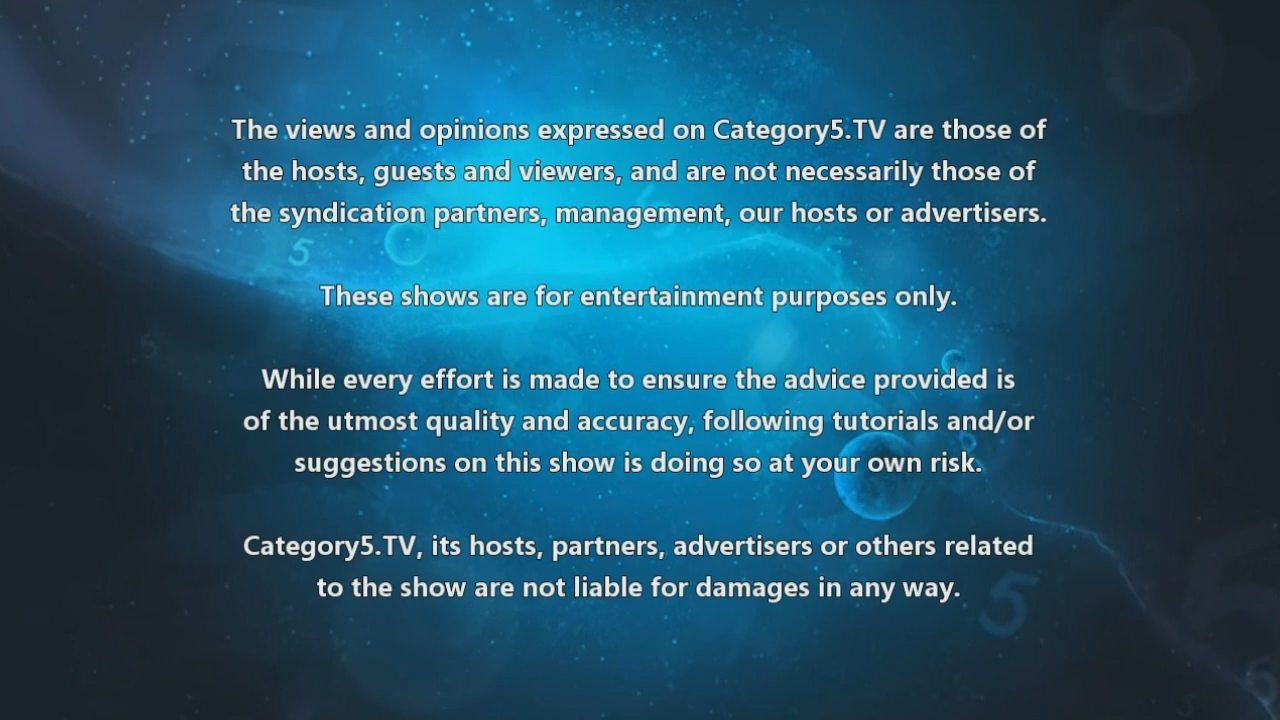 The views and opinions expressed on Category5.TV are those of
the hosts, guests and viewers, and are not necessarily those of
the syndication partners, management, our hosts or advertisers.
These shows are for entertainment purposes only.
While every effort is made to ensure the advice provided is
of the utmost quality and accuracy, following tutorials and/or
suggestions on this show is doing so at your own risk.
Category5.TV, its hosts, partners, advertisers or others related
to the show are not liable for damages in any way.